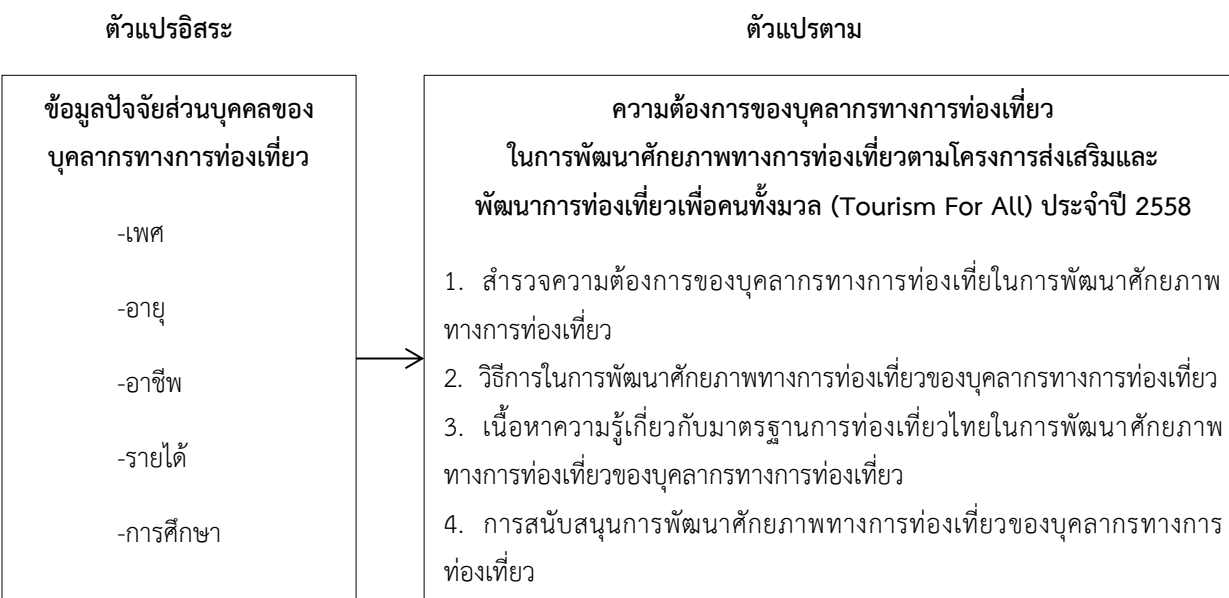 ตัวแปรอิสระ
ตัวแปรตาม
ข้อมูลปัจจัยส่วนบุคคลของ
บุคลากรทางการท่องเที่ยว
-เพศ
-อายุ
-อาชีพ
-รายได้
-การศึกษา
ความต้องการของบุคลากรทางการท่องเที่ยว
ในการพัฒนาศักยภาพทางการท่องเที่ยวตามโครงการส่งเสริมและ
พัฒนาการท่องเที่ยวเพื่อคนทั้งมวล (Tourism For All) ประจำปี 2558
1. สำรวจความต้องการของบุคลากรทางการท่องเที่ยในการพัฒนาศักยภาพ
ทางการท่องเที่ยว
2. วิธีการในการพัฒนาศักยภาพทางการท่องเที่ยวของบุคลากรทางการท่องเที่ยว
3. เนื้อหาความรู้เกี่ยวกับมาตรฐานการท่องเที่ยวไทยในการพัฒนาศักยภาพ
ทางการท่องเที่ยวของบุคลากรทางการท่องเที่ยว
4. การสนับสนุนการพัฒนาศักยภาพทางการท่องเที่ยวของบุคลากรทางการ
ท่องเที่ยว